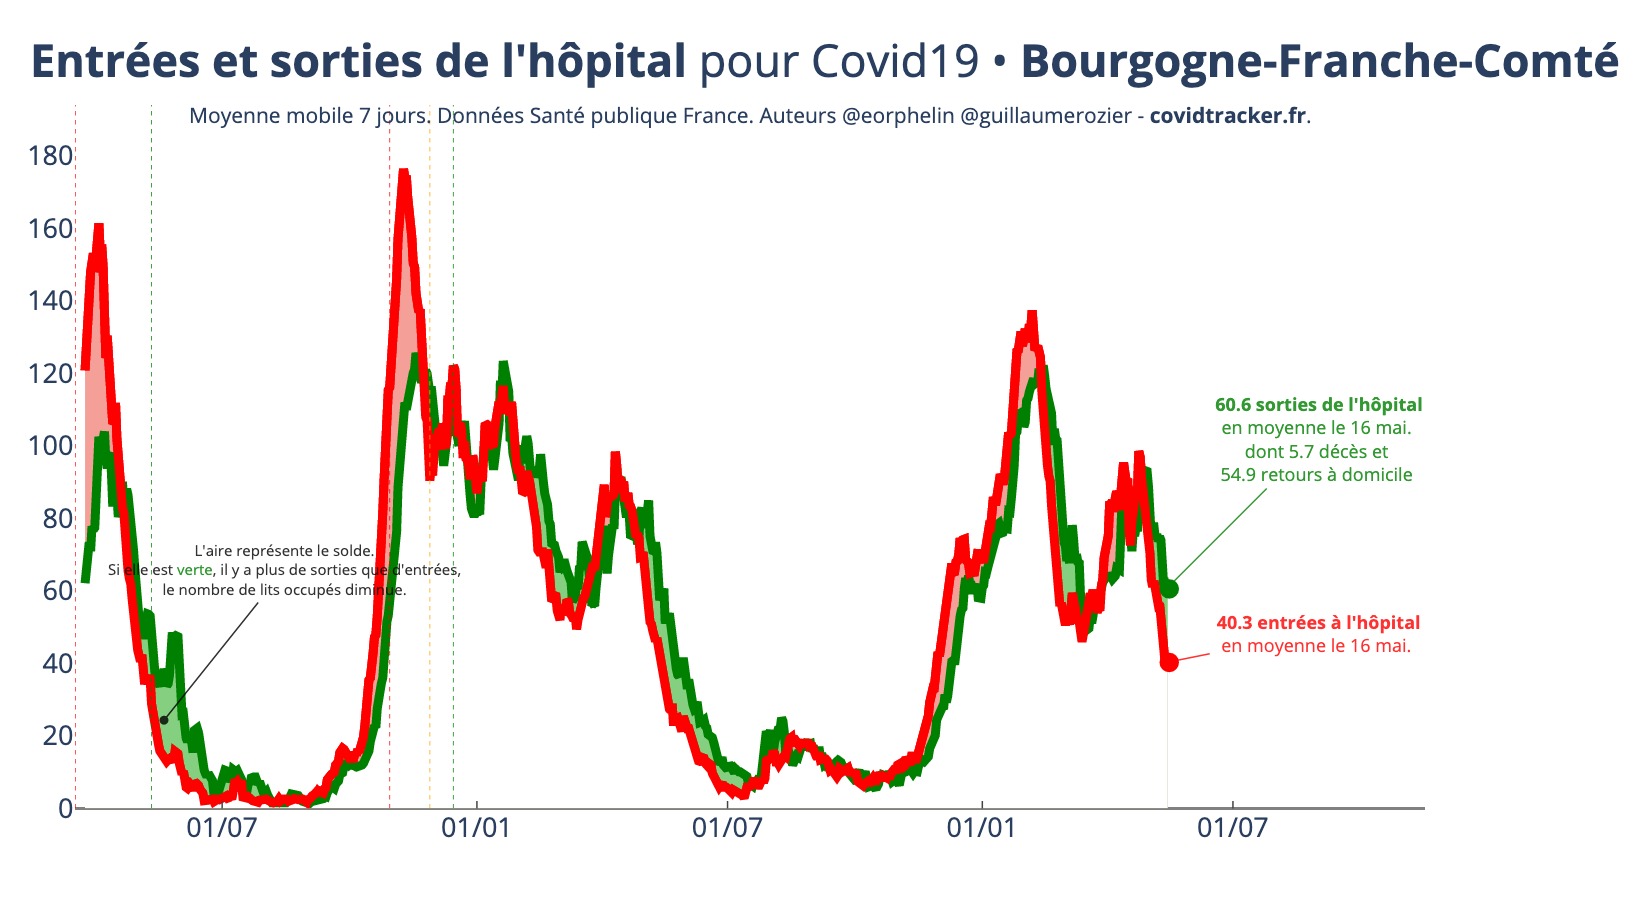 Entrées et sorties de l'hôpital pour Covid19 • Bourgogne-Franche-Comté
Moyenne mobile 7 jours. Données Santé publique France. Auteurs @eorphelin @guillaumerozier - covidtracker.fr.
180
160
140
120
100
80
60
40
20
0
L'aire représente le solde.
Si elle est verte, il y a plus de sorties que d'entrées,
le nombre de lits occupés diminue.
60.6 sorties de l'hôpital
en moyenne le 16 mai.
dont 5.7 décès et
54.9 retours à domicile
40.3 entrées à l'hôpital
en moyenne le 16 mai.
01/07
01/01
01/07
01/01
01/07